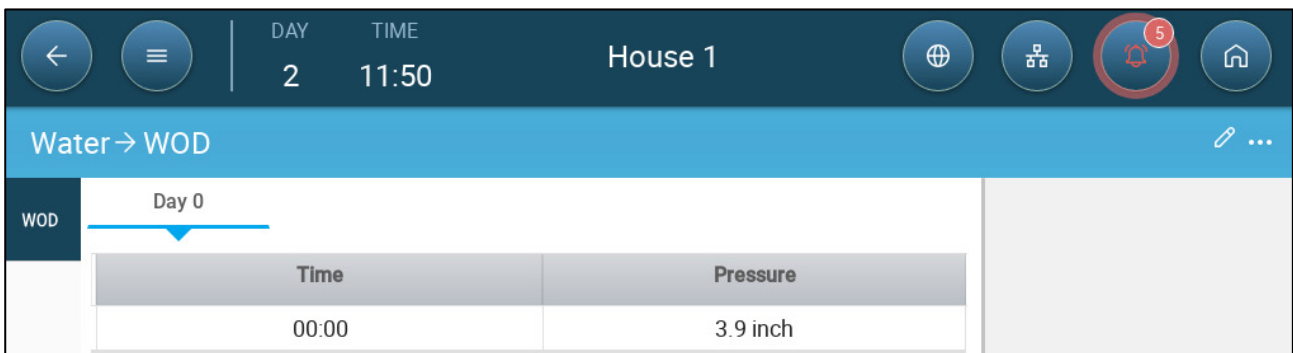 DAY TIME
2 11:50 House 1 5
Water → WOD
WOD Day 0
Time Pressure
00:00 3.9 inch